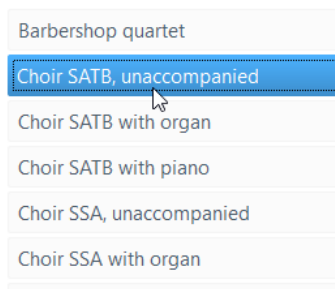 Barbershop quartet
Choir SATB, unaccompanied
Choir SATB with organ
Choir SATB with piano
Choir SSA, unaccompanied
Choir SSA with organ